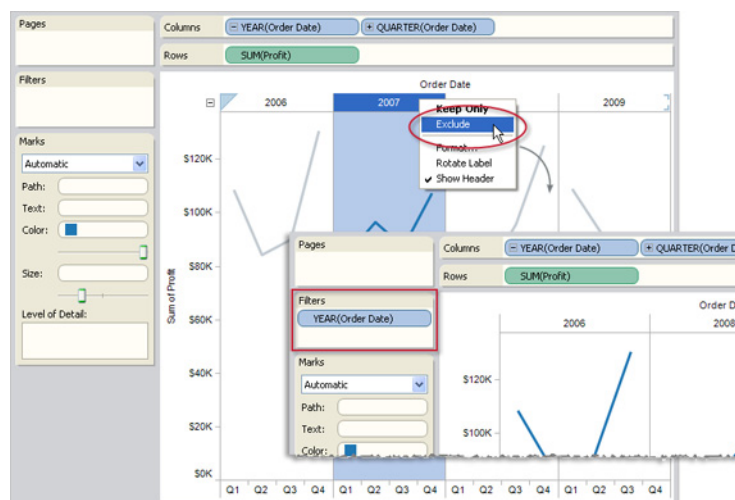 Pages
Filters
Marks
Automatic
Path:
Text:
Color:
Size:
Level of Detail:
Columns
YEAR(Order Date)
QUARTER(Order Date)
Rows
SUM(Profit)
Order Date
2006
2007
2009
Keep Only
Exclude
Format...
Rotate Label
Show Header
Sum of Profit
$120K
$100K
$80K
$60K
$40K
$20K
$0K
Q1 Q2 Q3 Q4 Q1 Q2 Q3 Q4 Q1 Q2 Q3 Q4 Q1 Q2 Q3 Q4
Pages
Filters
YEAR(Order Date)
Marks
Automatic
Path:
Text:
Color:
Columns
YEAR(Order Date)
QUARTER(Order D
Rows
SUM(Profit)
Order D
2006
2008
$120K
$100K